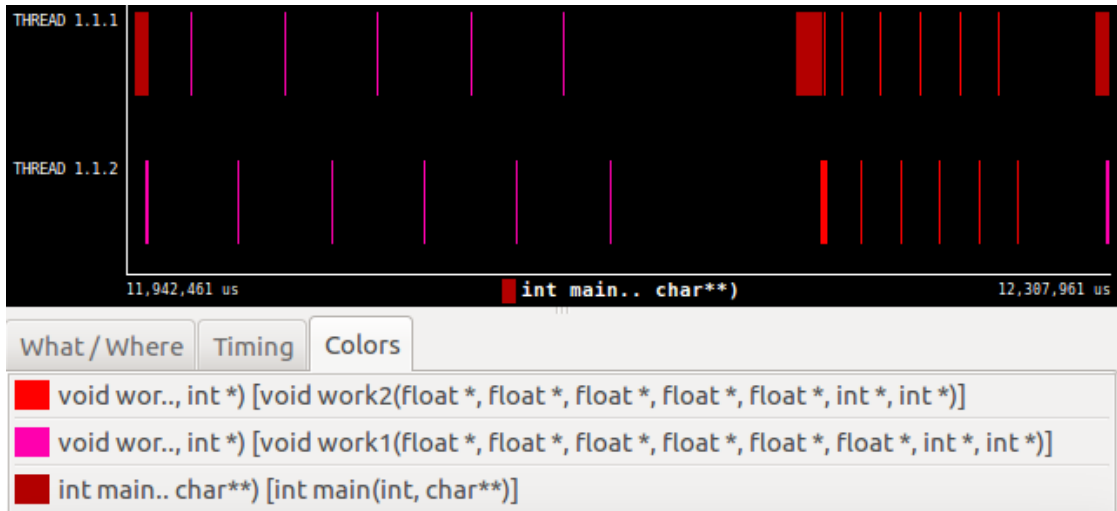 THREAD 1.1.1
THREAD 1.1.2
11,942,461 us int main.. char**) 12,307,961 us
What / Where Timing Colors
void wor.., int *) [void work2(float *, float *, float *, float *, float *, int *, int *)]
void wor.., int *) [void work1(float *, float *, float *, float *, float *, float *, int *, int *)]
int main.. char**) [int main(int, char**)]